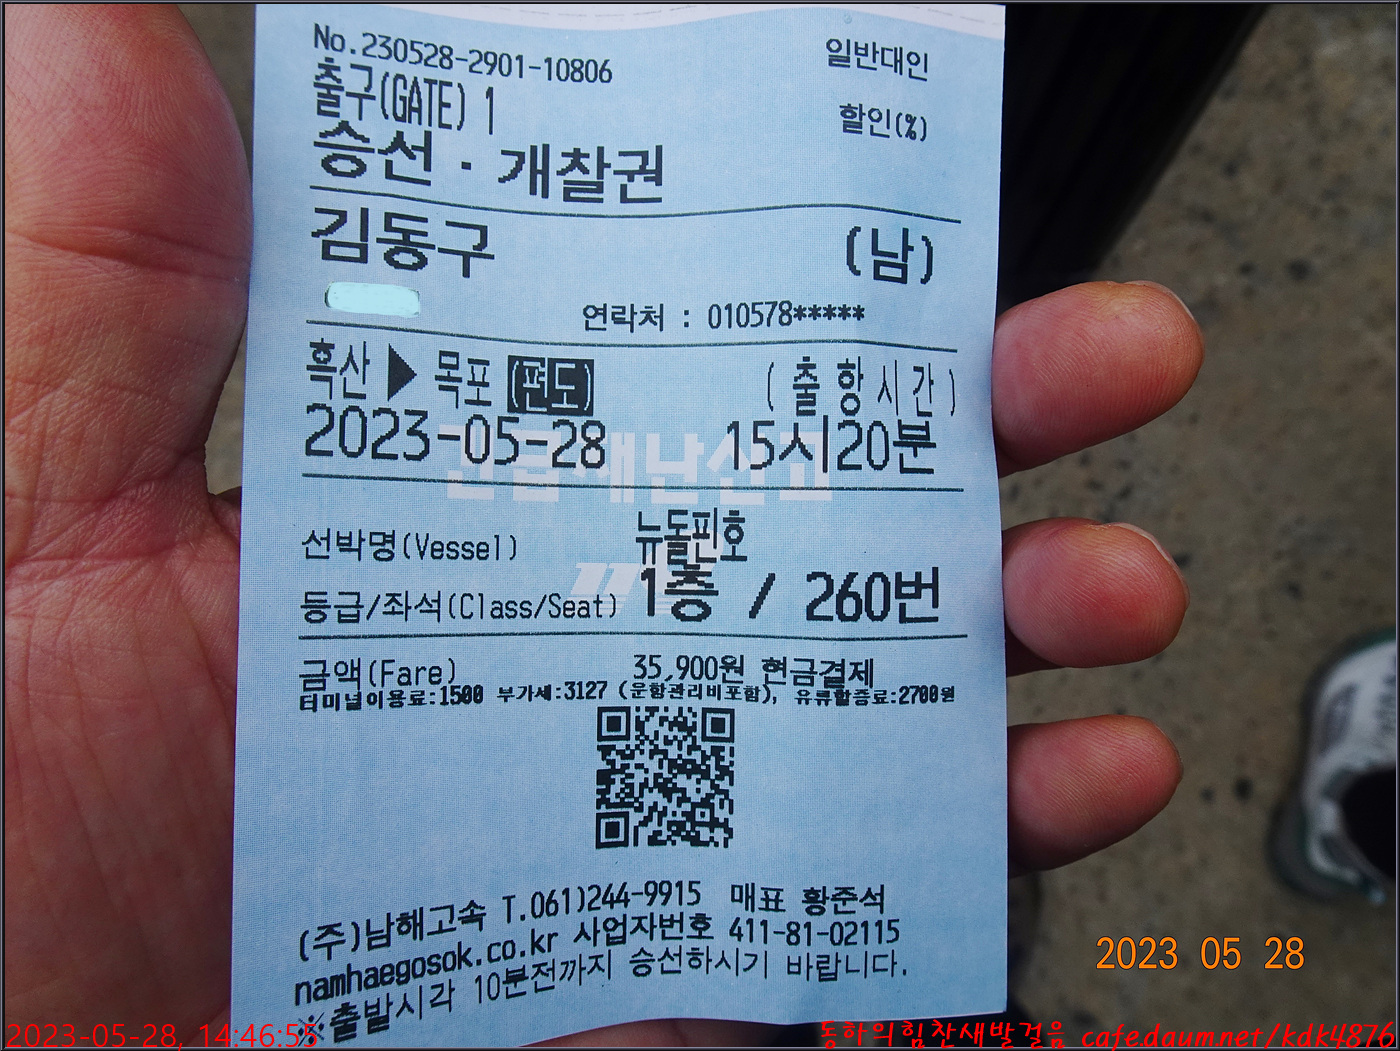 No.230528-2901-10806 일반대인
출구(GATE) 1 할인(%)
승선 · 개찰권
김동구 (남)
연락처 : 010578*****
흑산 ▶ 목포 (편도) (출항시간)
2023-05-28 15시20분
긴급재난신고
선박명(Vessel) 뉴돌핀호
등급/좌석(Class/Seat) 1층 / 260번
금액(Fare) 35,900원 현금결제
터미널이용료:1500 부가세:3127 (운항관리비포함), 유류할증료:2700원
(주)남해고속 T.061)244-9915 매표 황준석
namhaegosok.co.kr 사업자번호 411-81-02115
※출발시각 10분전까지 승선하시기 바랍니다.
2023 05 28
2023-05-28, 14:46:55
동하의힘찬새발걸음 cafe.daum.net/kdk4876